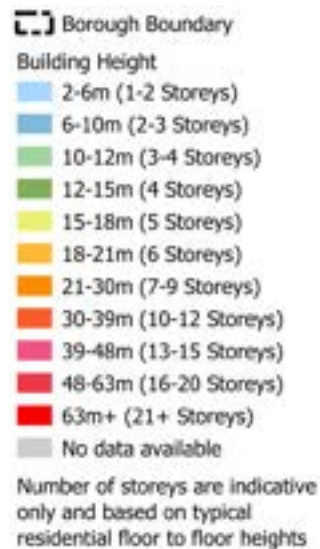 Borough Boundary
Building Height
2-6m (1-2 Storeys)
6-10m (2-3 Storeys)
10-12m (3-4 Storeys)
12-15m (4 Storeys)
15-18m (5 Storeys)
18-21m (6 Storeys)
21-30m (7-9 Storeys)
30-39m (10-12 Storeys)
39-48m (13-15 Storeys)
48-63m (16-20 Storeys)
63m+ (21+ Storeys)
No data available
Number of storeys are indicative
only and based on typical
residential floor to floor heights